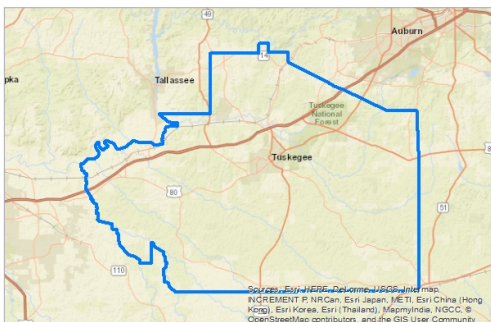 49
Auburn
14
pka
Tallassee
Tuskegee
National
Forest
Tuskegee
80
51
110
Sources: Esri, HERE, DeLorme, USGS, Intermap,
INCREMENT P, NRCan, Esri Japan, METI, Esri China (Hong
Kong), Esri Korea, Esri (Thailand), MapmyIndia, NGCC, ©
OpenStreetMap contributors, and the GIS User Community